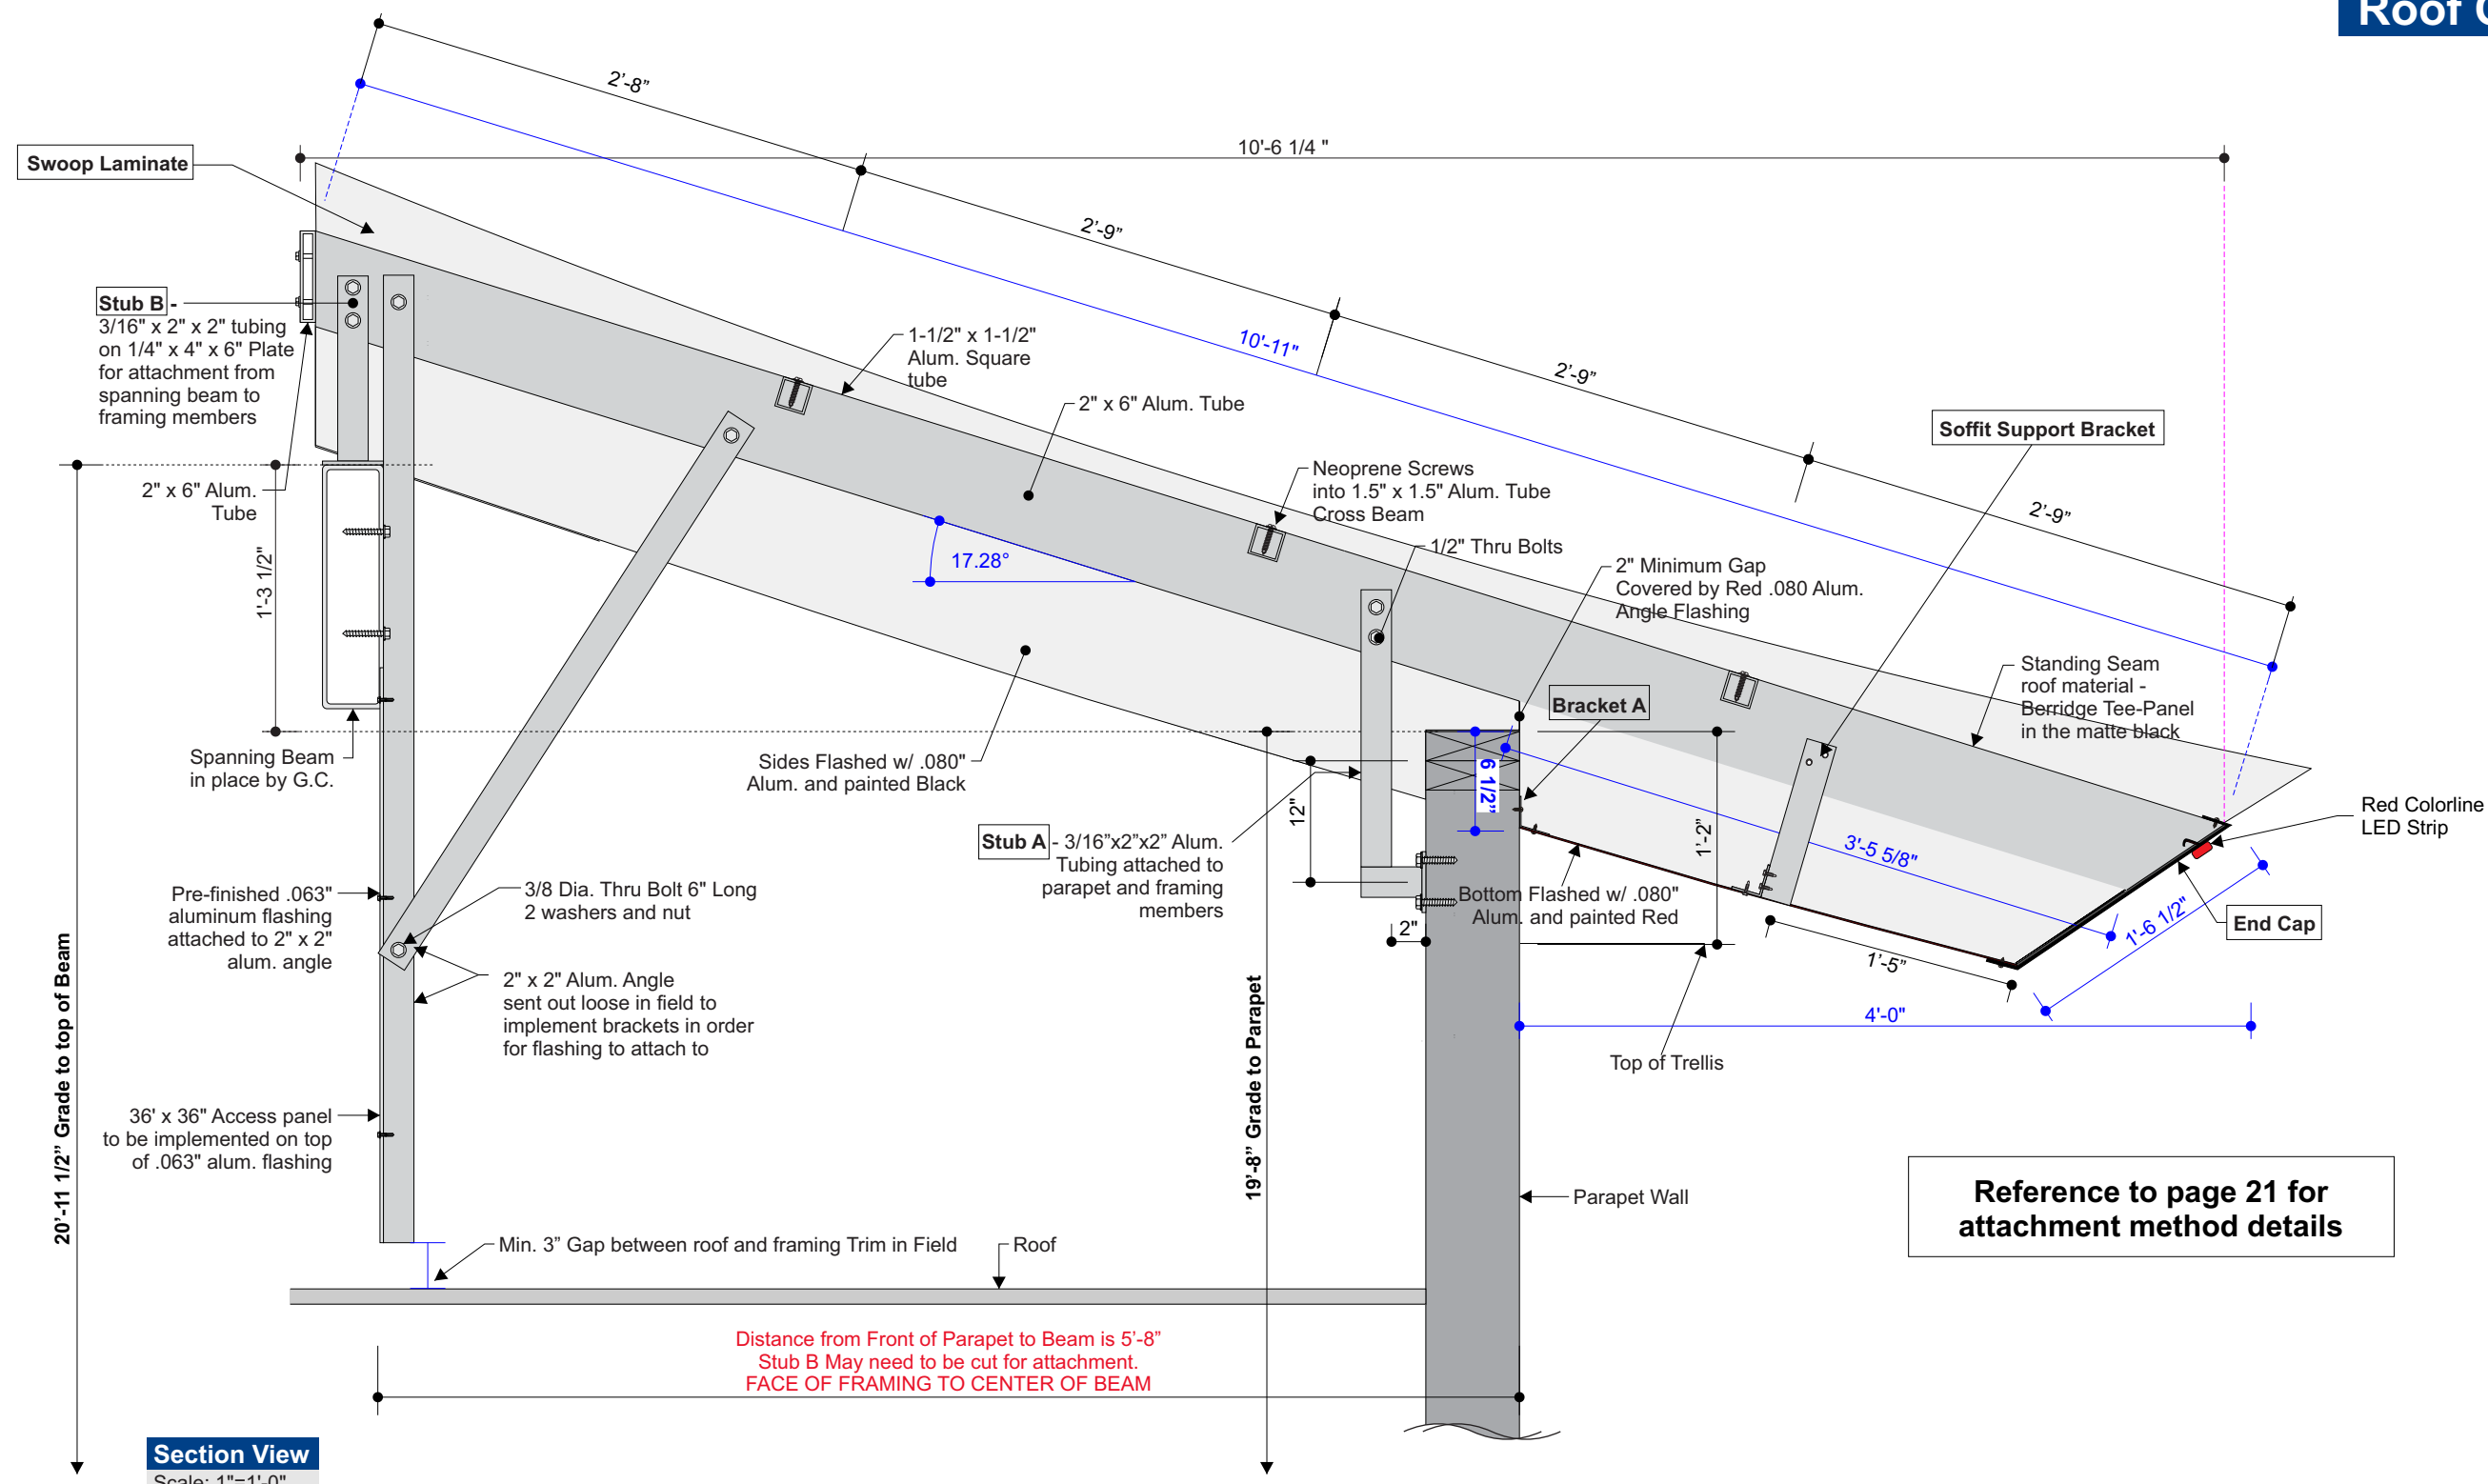 Roof
2’-8”
10'-6 1/4 "
Swoop Laminate
2’-9”
Stub B -
3/16" x 2" x 2" tubing
on 1/4" x 4" x 6" Plate
for attachment from
spanning beam to
framing members
1-1/2" x 1-1/2"
Alum. Square
tube
10'-11"
2’-9”
2" x 6" Alum. Tube
Soffit Support Bracket
2" x 6" Alum.
Tube
Neoprene Screws
into 1.5" x 1.5" Alum. Tube
Cross Beam
2’-9”
1'-3 1/2"
17.28°
1/2" Thru Bolts
2" Minimum Gap
Covered by Red .080 Alum.
Angle Flashing
Standing Seam
roof material -
Berridge Tee-Panel
in the matte black
Bracket A
Spanning Beam
in place by G.C.
Sides Flashed w/ .080"
Alum. and painted Black
6 1/2”
12"
1'-2”
Red Colorline
LED Strip
Stub A - 3/16”x2”x2” Alum.
Tubing attached to
parapet and framing
members
3'-5 5/8"
Pre-finished .063"
aluminum flashing
attached to 2" x 2"
alum. angle
3/8 Dia. Thru Bolt 6" Long
2 washers and nut
Bottom Flashed w/ .080"
Alum. and painted Red
2"
1'-6 1/2"
End Cap
1’-5”
2" x 2" Alum. Angle
sent out loose in field to
implement brackets in order
for flashing to attach to
4'-0"
20’-11 1/2” Grade to top of Beam
19’-8” Grade to Parapet
Top of Trellis
36' x 36" Access panel
to be implemented on top
of .063" alum. flashing
Parapet Wall
Reference to page 21 for
attachment method details
Min. 3” Gap between roof and framing Trim in Field
Roof
Distance from Front of Parapet to Beam is 5’-8”
Stub B May need to be cut for attachment.
FACE OF FRAMING TO CENTER OF BEAM
Section View
Scale: 1"=1'-0"